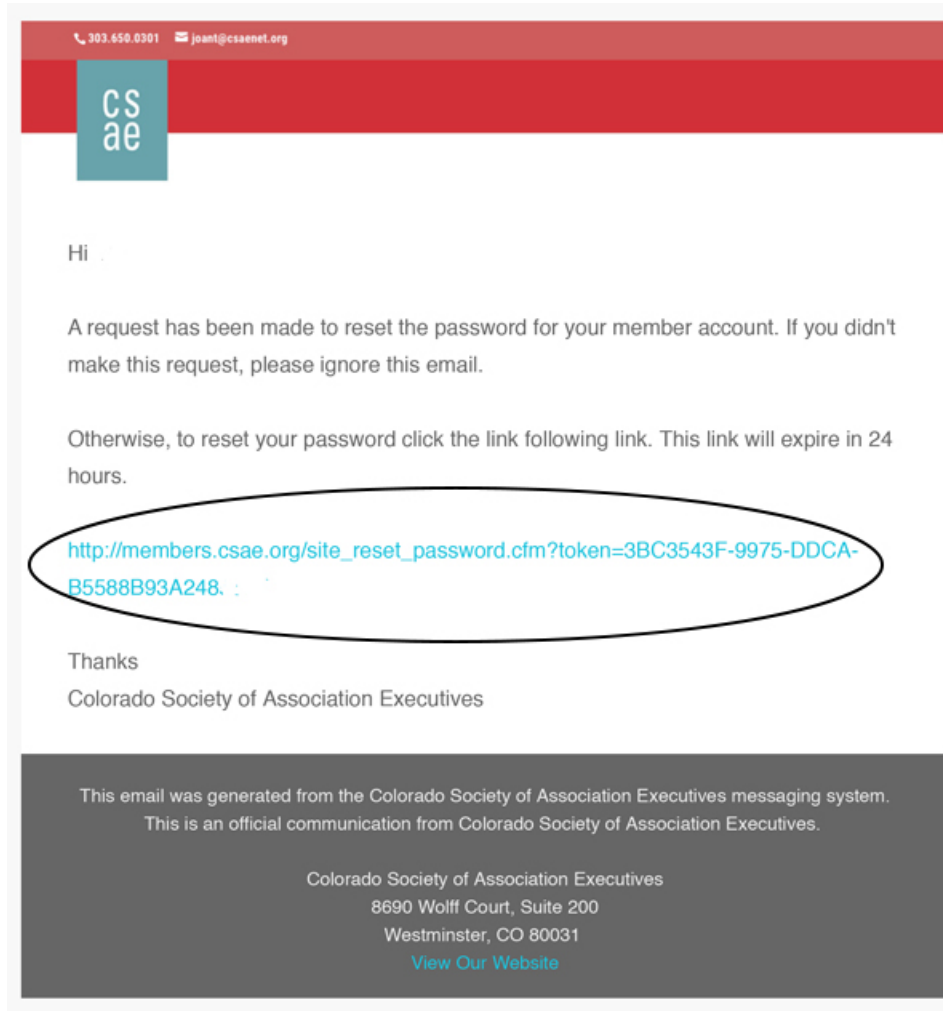 303.650.0301 joant@csaenet.org
cs
ae
Hi
A request has been made to reset the password for your member account. If you didn't
make this request, please ignore this email.
Otherwise, to reset your password click the link following link. This link will expire in 24
hours.
http://members.csae.org/site_reset_password.cfm?token=3BC3543F-9975-DDCA-
B5588B93A248
Thanks
Colorado Society of Association Executives
This email was generated from the Colorado Society of Association Executives messaging system.
This is an official communication from Colorado Society of Association Executives.
Colorado Society of Association Executives
8690 Wolff Court, Suite 200
Westminster, CO 80031
View Our Website